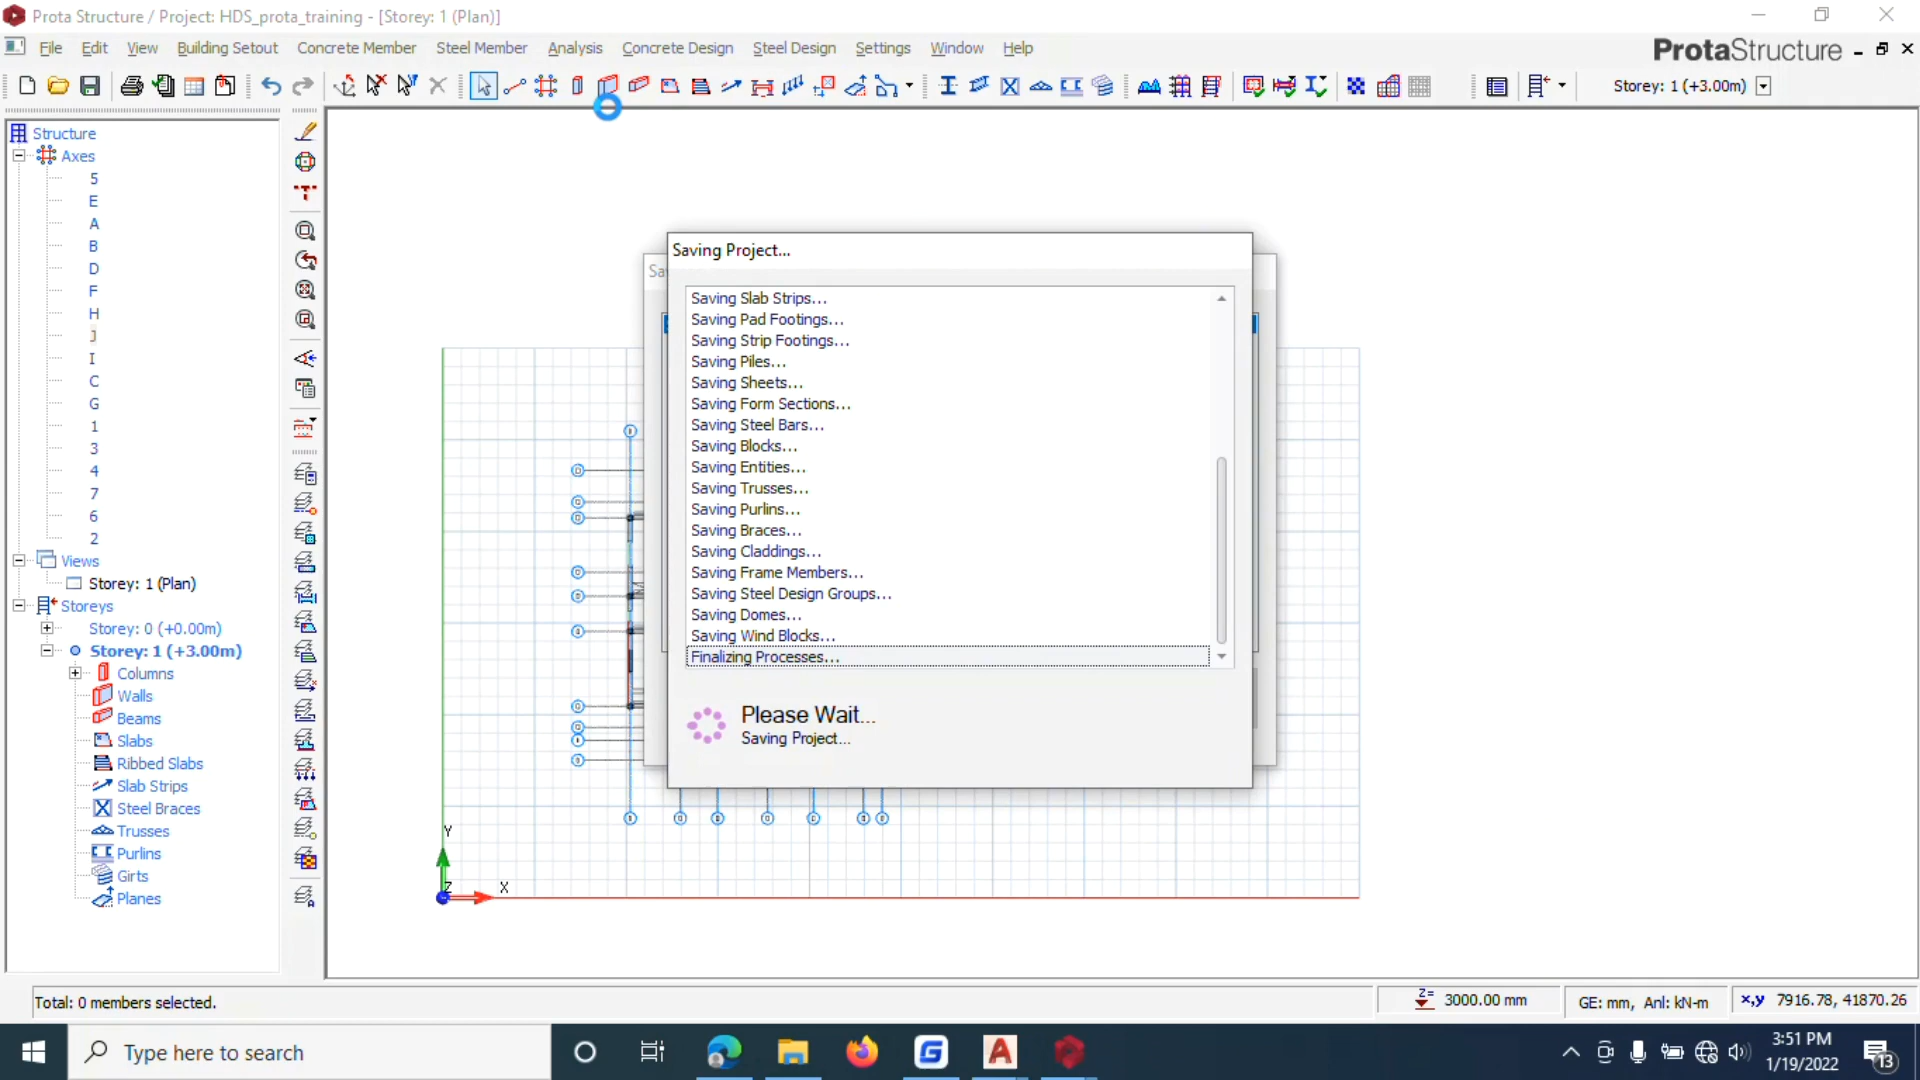 Prota Structure / Project: HDS_prota_training - [Storey: 1 (Plan)]
File Edit View Building Setout Concrete Member Steel Member Analysis Concrete Design Steel Design Settings Window Help
ProtaStructure
Storey: 1 (+3.00m)
Structure
Axes
5
E
A
B
D
F
H
J
I
C
G
1
3
4
7
6
2
Views
Storey: 1 (Plan)
Storeys
Storey: 0 (+0.00m)
Storey: 1 (+3.00m)
Columns
Walls
Beams
Slabs
Ribbed Slabs
Slab Strips
Steel Braces
Trusses
Purlins
Girts
Planes
Sa
Saving Project...
Saving Slab Strips...
Saving Pad Footings...
Saving Strip Footings...
Saving Piles...
Saving Sheets...
Saving Form Sections...
Saving Steel Bars...
Saving Blocks...
Saving Entities...
Saving Trusses...
Saving Purlins...
Saving Braces...
Saving Claddings...
Saving Frame Members...
Saving Steel Design Groups...
Saving Domes...
Saving Wind Blocks...
Finalizing Processes...
Please Wait...
Saving Project...
Y
Z
X
Total: 0 members selected.
Z= 3000.00 mm
GE: mm, Anl: kN-m
x,y 7916.78, 41870.26
Type here to search
3:51 PM
1/19/2022
13